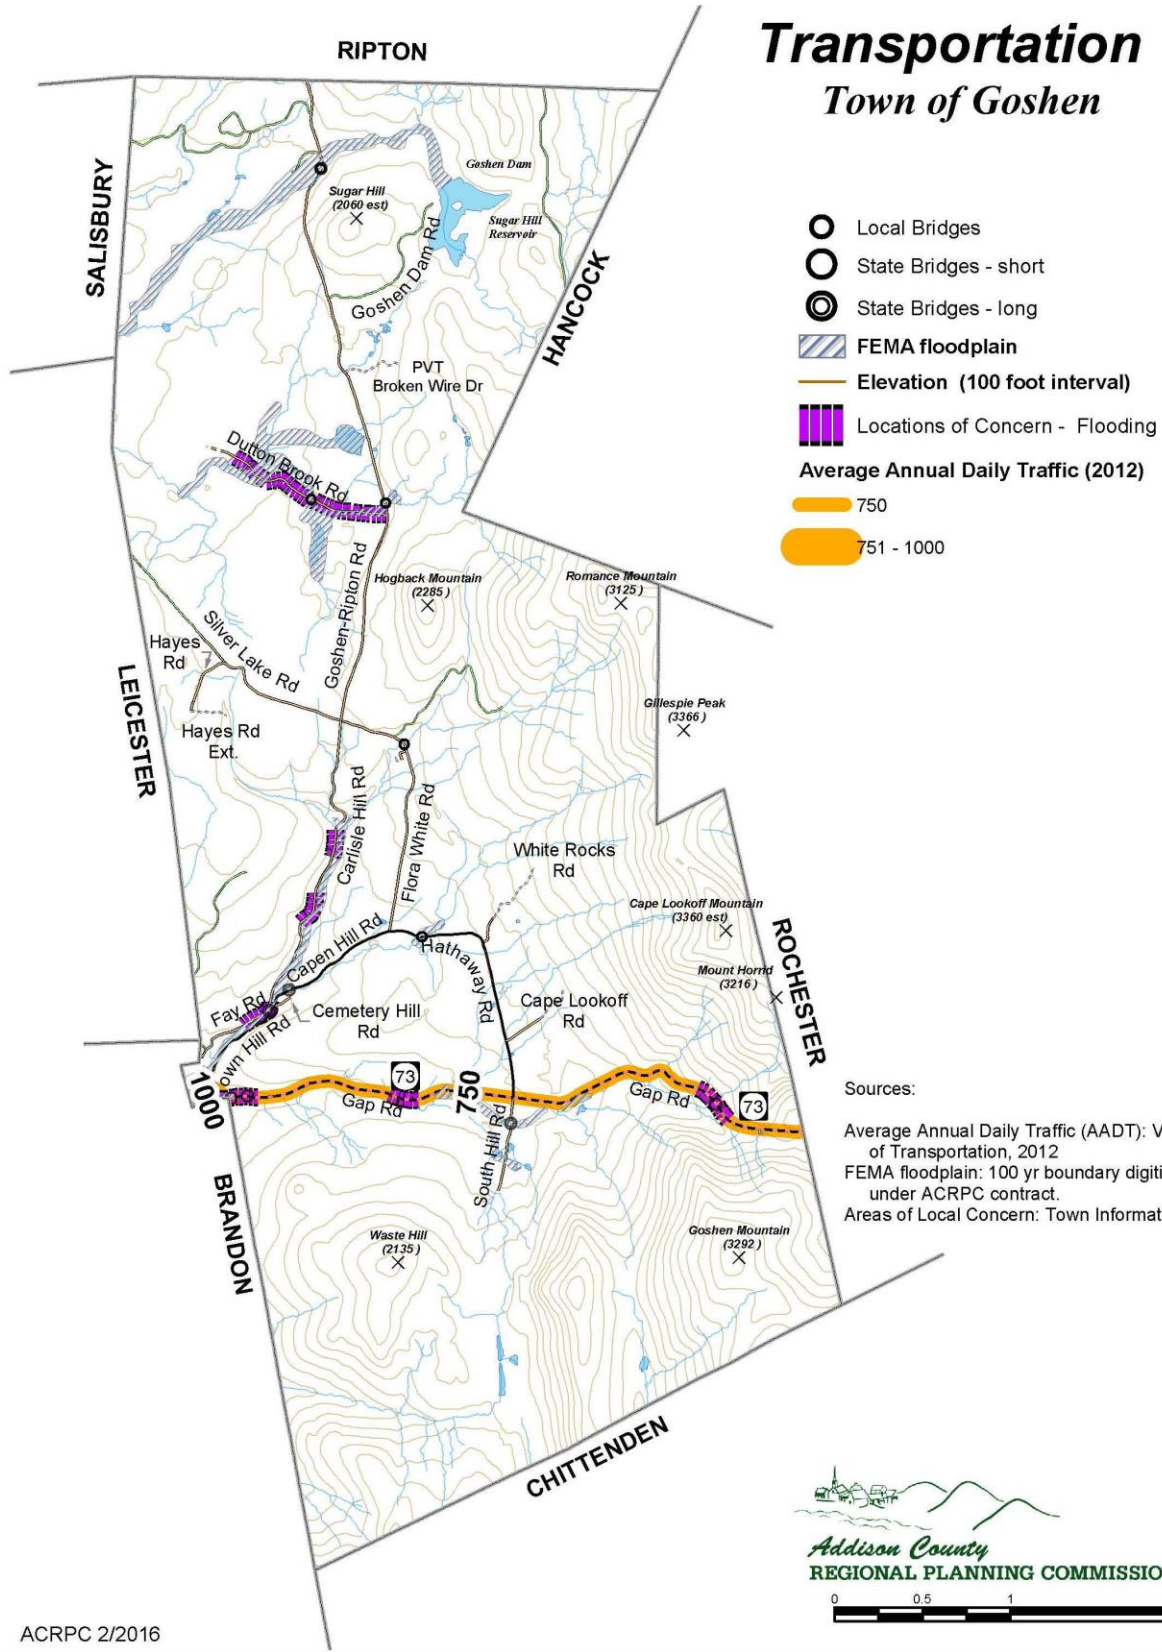 Transportation
Town of Goshen
RIPTON
SALISBURY
HANCOCK
LEICESTER
ROCHESTER
BRANDON
CHITTENDEN
Goshen Dam
Sugar Hill
(2060 est)
Sugar Hill
Reservoir
Goshen Dam Rd
PVT
Broken Wire Dr
Dutton Brook Rd
Goshen-Ripton Rd
Hogback Mountain
(2285 )
Romance Mountain
(3125 )
Silver Lake Rd
Hayes
Rd
Hayes Rd
Ext.
Gillespie Peak
(3366 )
Carlisle Hill Rd
Flora White Rd
White Rocks
Rd
Cape Lookoff Mountain
(3360 est)
Capen Hill Rd
Hathaway Rd
Mount Hornd
(3216 )
Cape Lookoff
Rd
Fay Rd
Cemetery Hill
Rd
own Hill Rd
1000
73
750
Gap Rd
Gap Rd
73
South Hill Rd
Waste Hill
(2135 )
Goshen Mountain
(3292 )
Local Bridges
State Bridges - short
State Bridges - long
FEMA floodplain
Elevation (100 foot interval)
Locations of Concern - Flooding
Average Annual Daily Traffic (2012)
750
751 - 1000
Sources:
Average Annual Daily Traffic (AADT): V
of Transportation, 2012
FEMA floodplain: 100 yr boundary digiti
under ACRPC contract.
Areas of Local Concern: Town Informat
Addison County
REGIONAL PLANNING COMMISSIO
0 0.5 1
ACRPC 2/2016